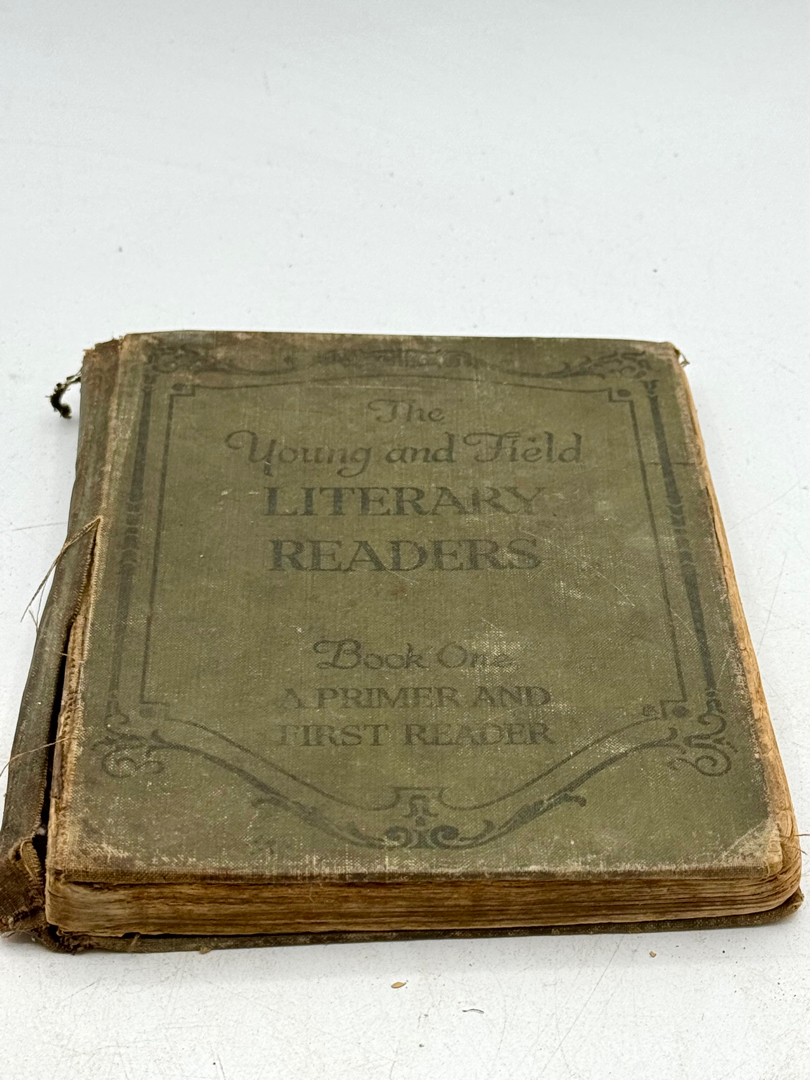 The
Young and Field
LITERARY
READERS
Book One
A PRIMER AND
FIRST READER